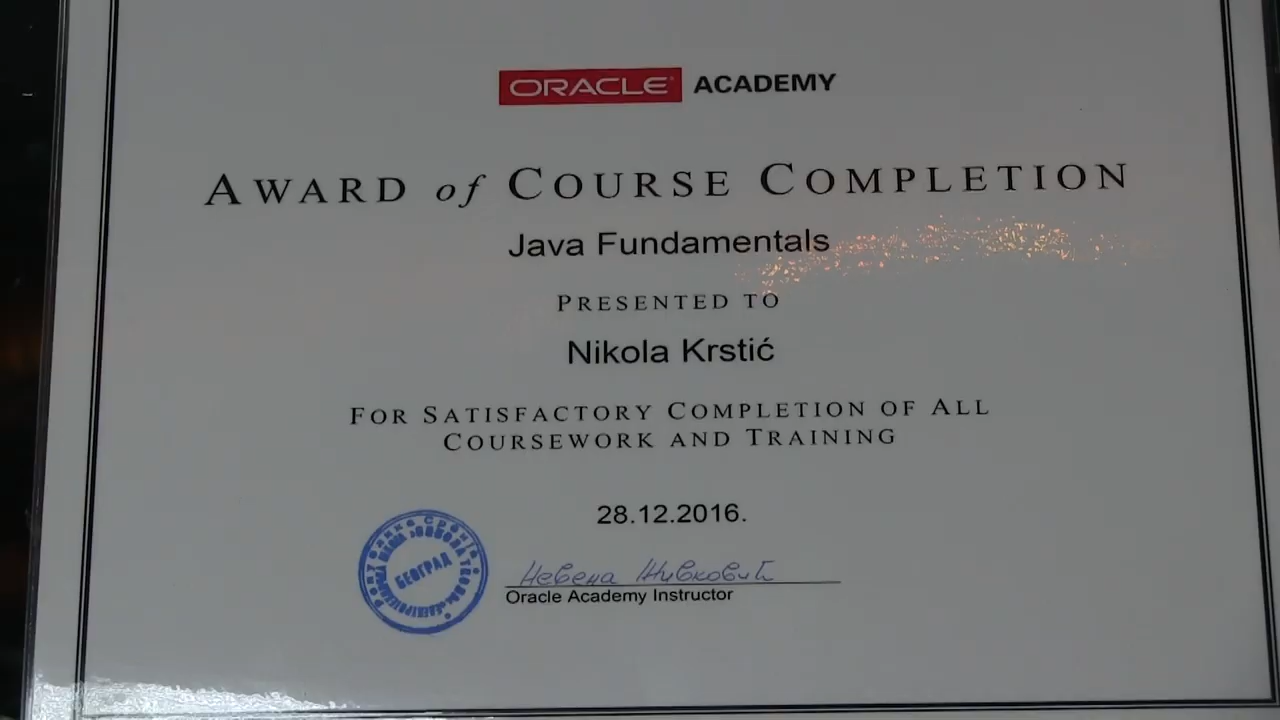 ORACLE ACADEMY
AWARD of COURSE COMPLETION
Java Fundamentals
PRESENTED TO
Nikola Krstić
FOR SATISFACTORY COMPLETION OF ALL
COURSEWORK AND TRAINING
28.12.2016.
БЕОГРАД
Невена Живковић
Oracle Academy Instructor